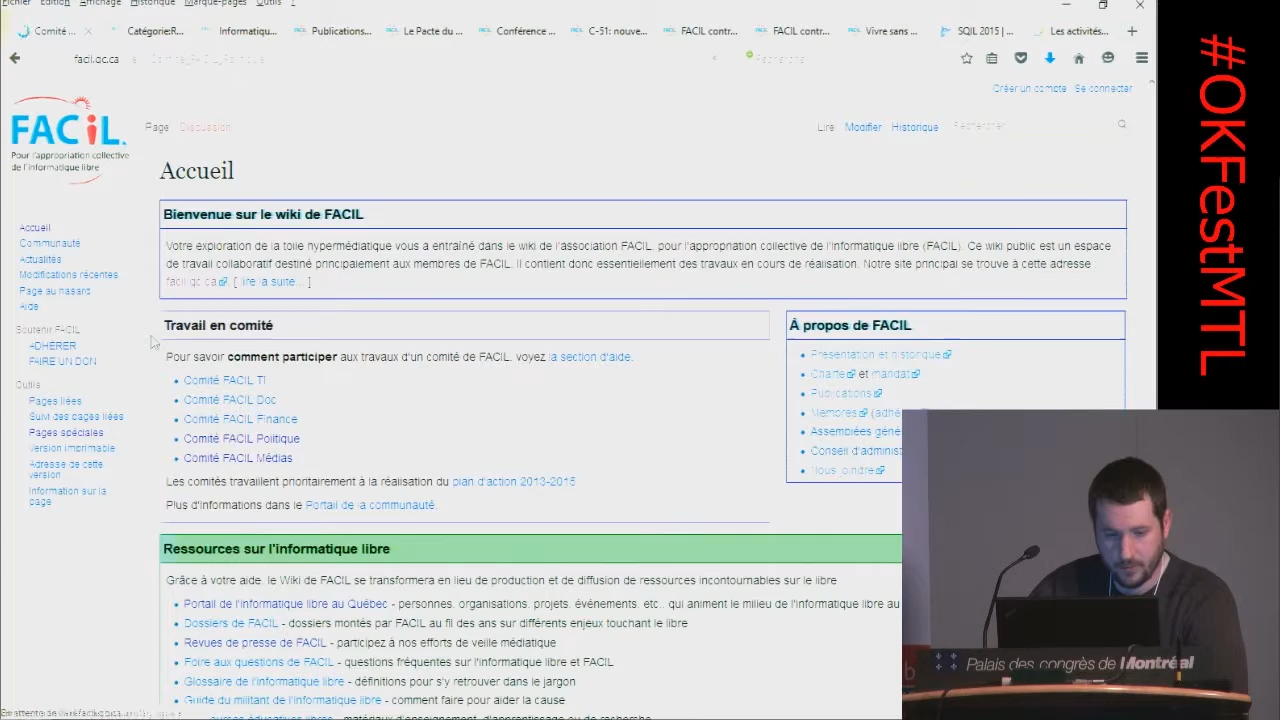 Fichier Edition Affichage Historique Marque-pages Outils ?
Comité ... Catégorie:R... Informatiqu... Publications... Le Pacte du ... Conférence ... C-51: nouve... FACIL contr... FACIL contr... Vivre sans ... SQIL 2015 | ... Les activités...
facil.qc.ca
Créer un compte Se connecter
FACiL.
Pour l'appropriation collective
de l'informatique libre
Page Discussion Lire Modifier Historique Rechercher
Accueil
Bienvenue sur le wiki de FACIL
Votre exploration de la toile hypermédiatique vous a entraîné dans le wiki de l'association FACIL, pour l'appropriation collective de l'informatique libre (FACIL). Ce wiki public est un espace
de travail collaboratif destiné principalement aux membres de FACIL. Il contient donc essentiellement des travaux en cours de réalisation. Notre site principal se trouve à cette adresse
facil.qc.ca. [ lire la suite... ]
Accueil
Communauté
Actualités
Modifications récentes
Page au hasard
Aide
Soutenir FACIL
ADHÉRER
FAIRE UN DON
Outils
Pages liées
Suivi des pages liées
Pages spéciales
Version imprimable
Adresse de cette
version
Information sur la
page
Travail en comité
Pour savoir comment participer aux travaux d'un comité de FACIL, voyez la section d'aide.
• Comité FACIL TI
• Comité FACIL Doc
• Comité FACIL Finance
• Comité FACIL Politique
• Comité FACIL Médias
Les comités travaillent prioritairement à la réalisation du plan d'action 2013-2015
Plus d'informations dans le Portail de la communauté.
À propos de FACIL
• Présentation et historique
• Charte et mandat
• Publications
• Membres (adhé
• Assemblées géné
• Conseil d'administ
• Nous joindre
Ressources sur l'informatique libre
Grâce à votre aide, le Wiki de FACIL se transformera en lieu de production et de diffusion de ressources incontournables sur le libre
• Portail de l'informatique libre au Québec - personnes, organisations, projets, événements, etc., qui animent le milieu de l'informatique libre au
• Dossiers de FACIL - dossiers montés par FACIL au fil des ans sur différents enjeux touchant le libre
• Revues de presse de FACIL - participez à nos efforts de veille médiatique
• Foire aux questions de FACIL - questions fréquentes sur l'informatique libre et FACIL
• Glossaire de l'informatique libre - définitions pour s'y retrouver dans le jargon
• Guide du militant de l'informatique libre - comment faire pour aider la cause
#OKFestMTL
Palais des congrès de Montréal